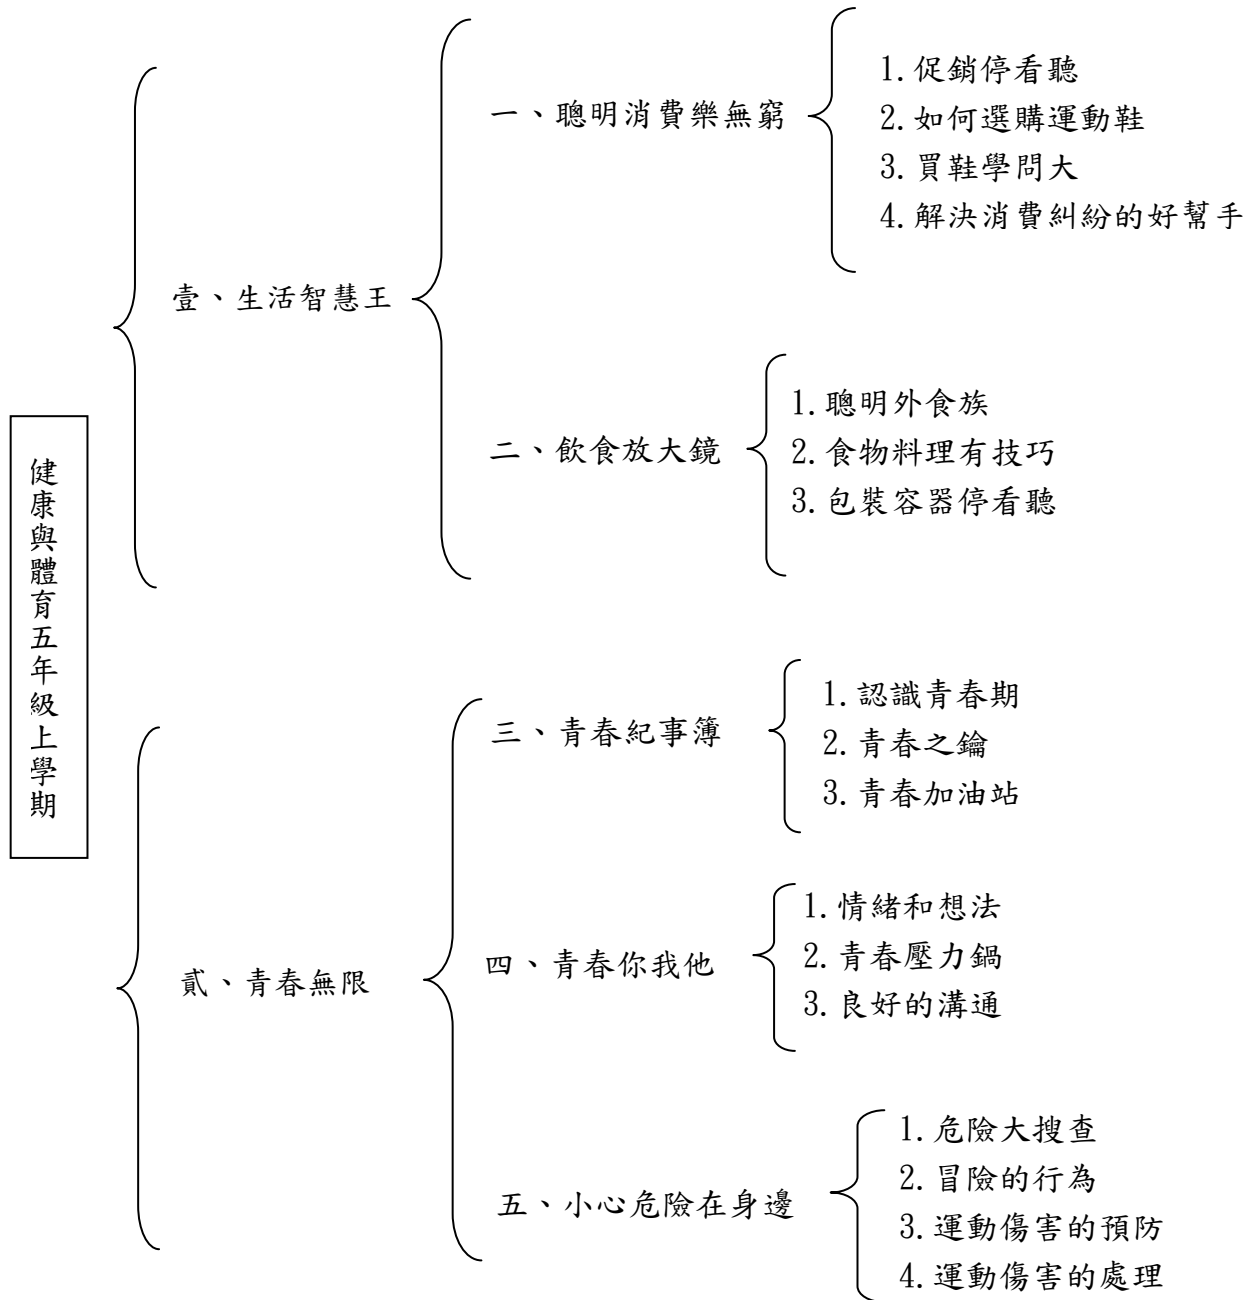 健康與體育五年級上學期
壹、生活智慧王
一、聰明消費樂無窮
1.促銷停看聽
2.如何選購運動鞋
3.買鞋學問大
4.解決消費糾紛的好幫手
二、飲食放大鏡
1.聰明外食族
2.食物料理有技巧
3.包裝容器停看聽
貳、青春無限
三、青春紀事簿
1.認識青春期
2.青春之鑰
3.青春加油站
四、青春你我他
1.情緒和想法
2.青春壓力鍋
3.良好的溝通
五、小心危險在身邊
1.危險大搜查
2.冒險的行為
3.運動傷害的預防
4.運動傷害的處理